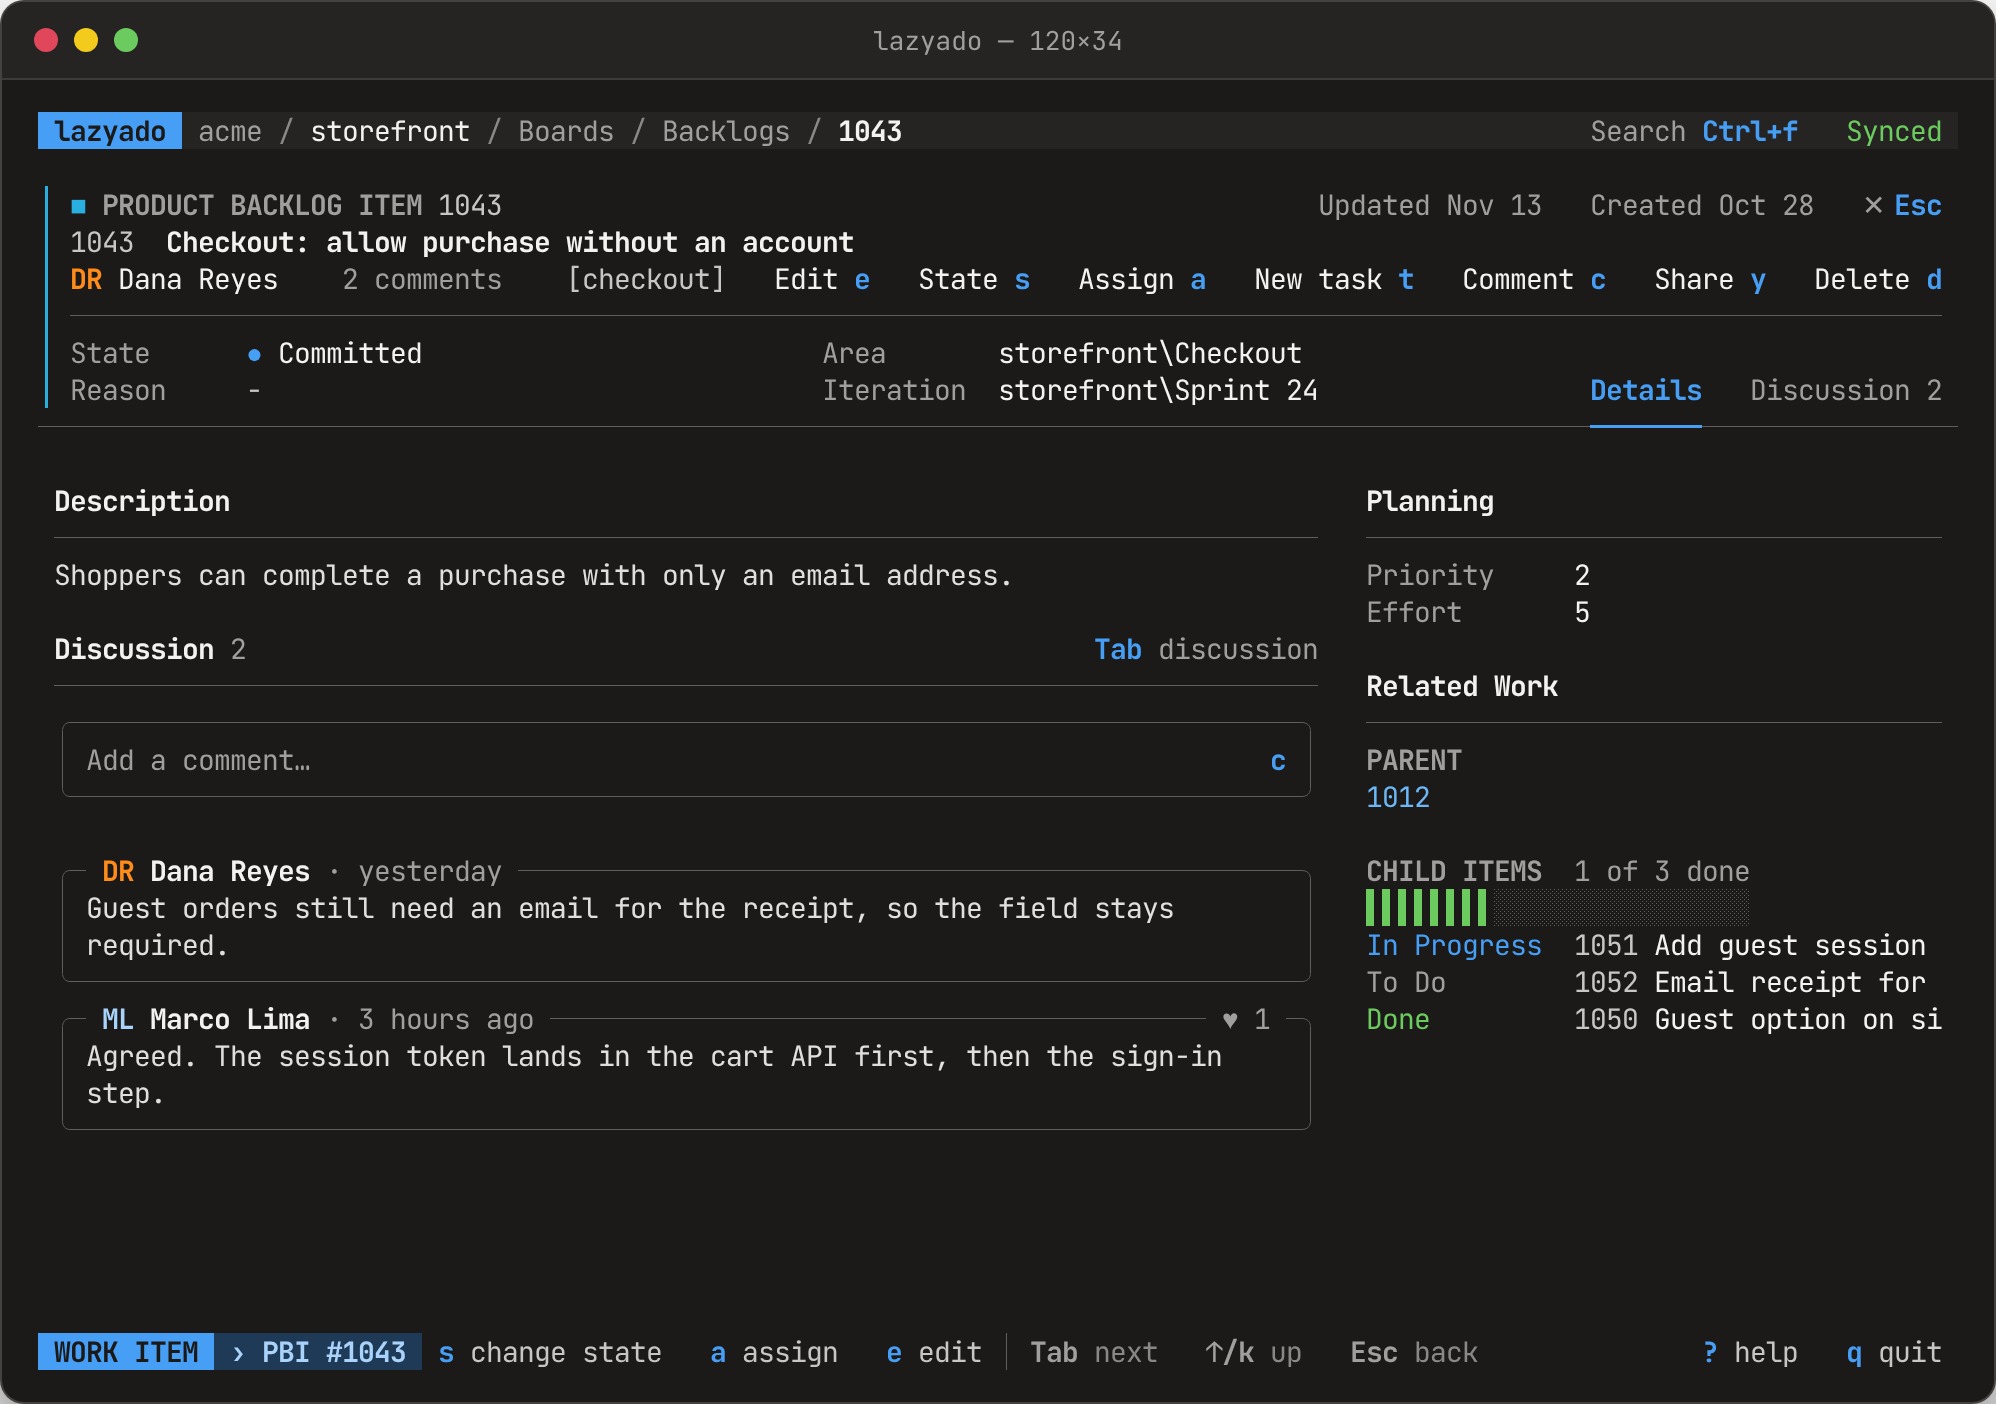 lazyado — 120×34
lazyado acme / storefront / Boards / Backlogs / 1043 Search Ctrl+f Synced
■ PRODUCT BACKLOG ITEM 1043 Updated Nov 13 Created Oct 28 × Esc
1043 Checkout: allow purchase without an account
DR Dana Reyes 2 comments [checkout] Edit e State s Assign a New task t Comment c Share y Delete d
State ● Committed Area storefront\Checkout
Reason - Iteration storefront\Sprint 24 Details Discussion 2
Description
Shoppers can complete a purchase with only an email address.
Discussion 2 Tab discussion
Add a comment… c
DR Dana Reyes · yesterday
Guest orders still need an email for the receipt, so the field stays
required.
ML Marco Lima · 3 hours ago ♥ 1
Agreed. The session token lands in the cart API first, then the sign-in
step.
Planning
Priority 2
Effort 5
Related Work
PARENT
1012
CHILD ITEMS 1 of 3 done
In Progress 1051 Add guest session
To Do 1052 Email receipt for
Done 1050 Guest option on si
WORK ITEM › PBI #1043 s change state a assign e edit Tab next ↑/k up Esc back ? help q quit